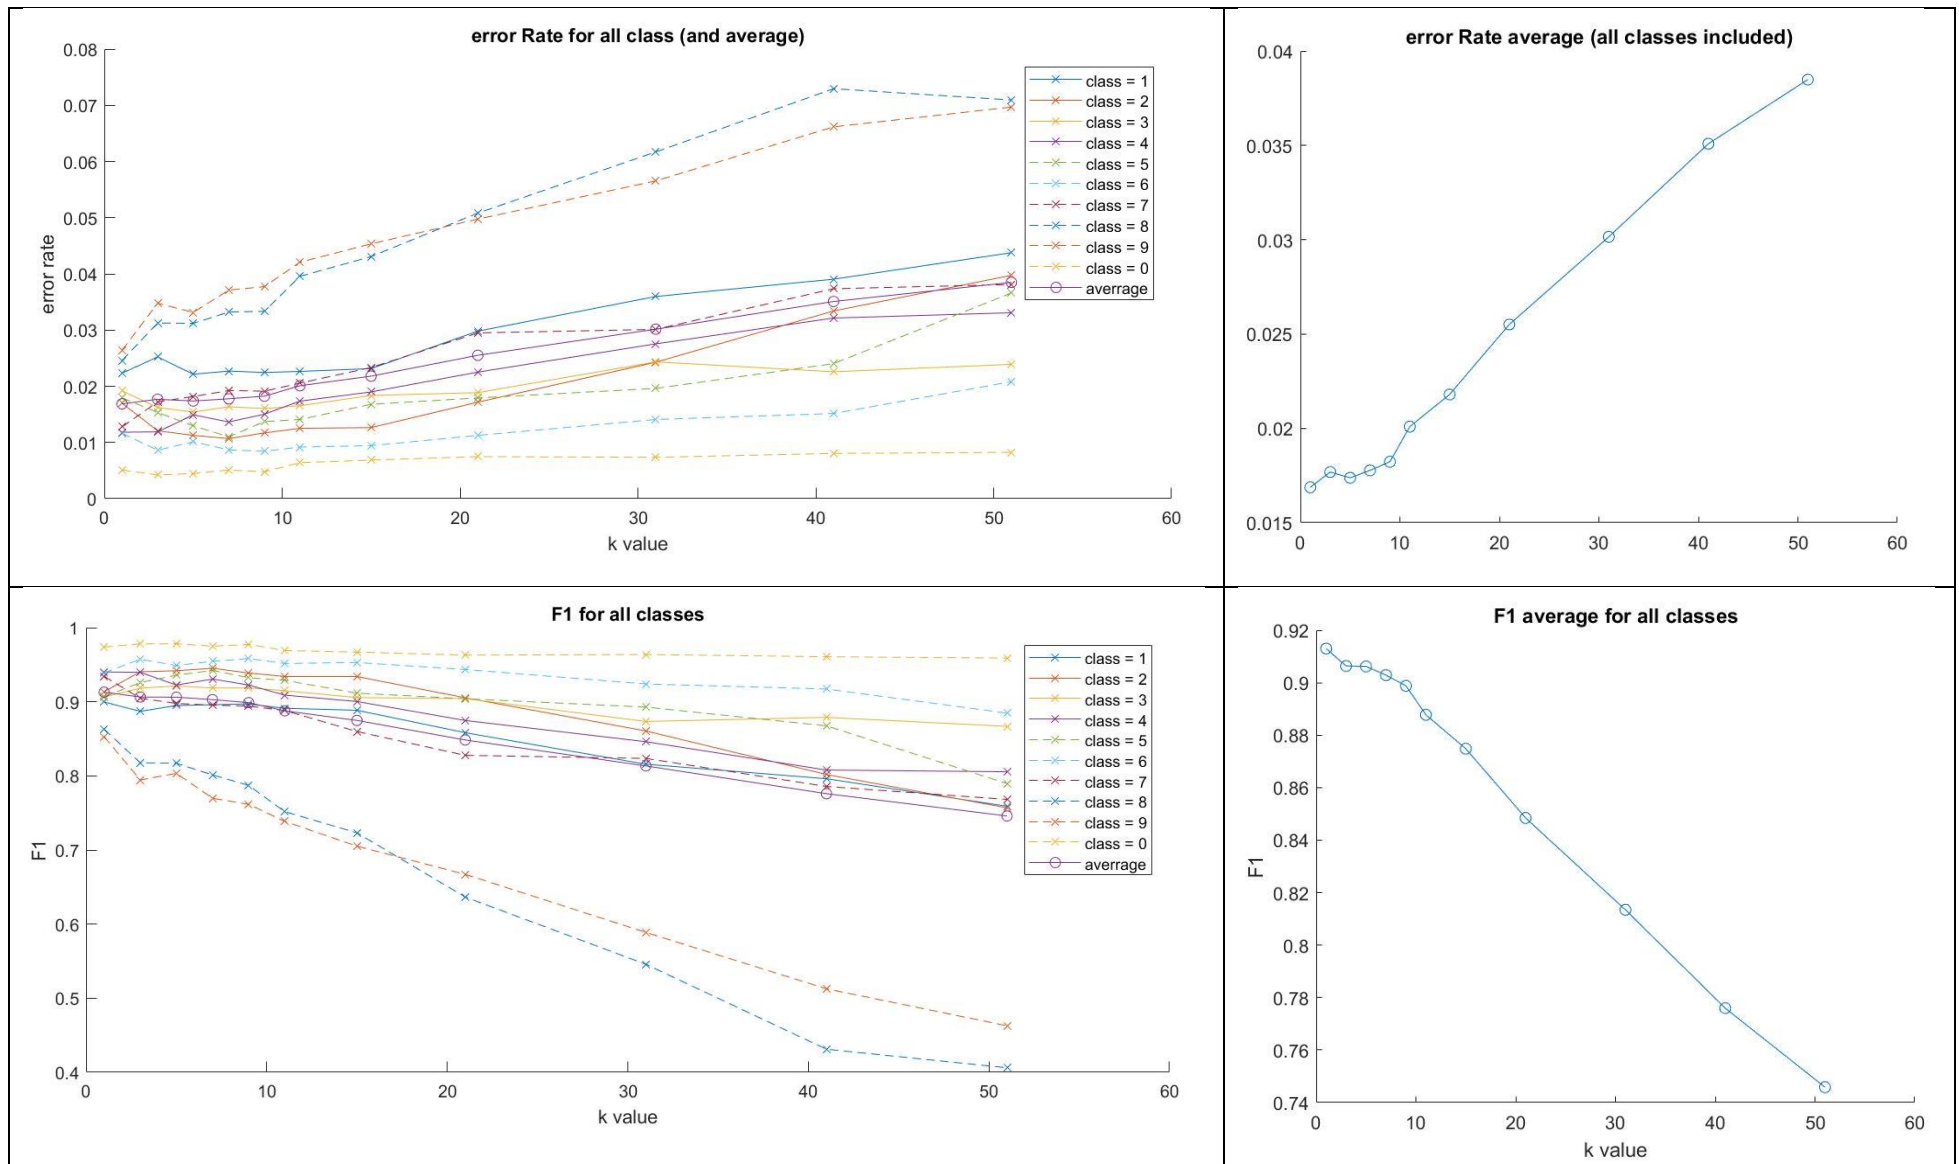 error Rate for all class (and average)
0.08
0.07
0.06
0.05
0.04
0.03
0.02
0.01
0
error rate
0
10
20
30
40
50
60
k value
class = 1
class = 2
class = 3
class = 4
class = 5
class = 6
class = 7
class = 8
class = 9
class = 0
averrage
error Rate average (all classes included)
0.04
0.035
0.03
0.025
0.02
0.015
0
10
20
30
40
50
60
F1 for all classes
1
0.9
0.8
0.7
0.6
0.5
0.4
F1
0
10
20
30
40
50
60
k value
class = 1
class = 2
class = 3
class = 4
class = 5
class = 6
class = 7
class = 8
class = 9
class = 0
averrage
F1 average for all classes
0.92
0.9
0.88
0.86
0.84
0.82
0.8
0.78
0.76
0.74
F1
0
10
20
30
40
50
60
k value